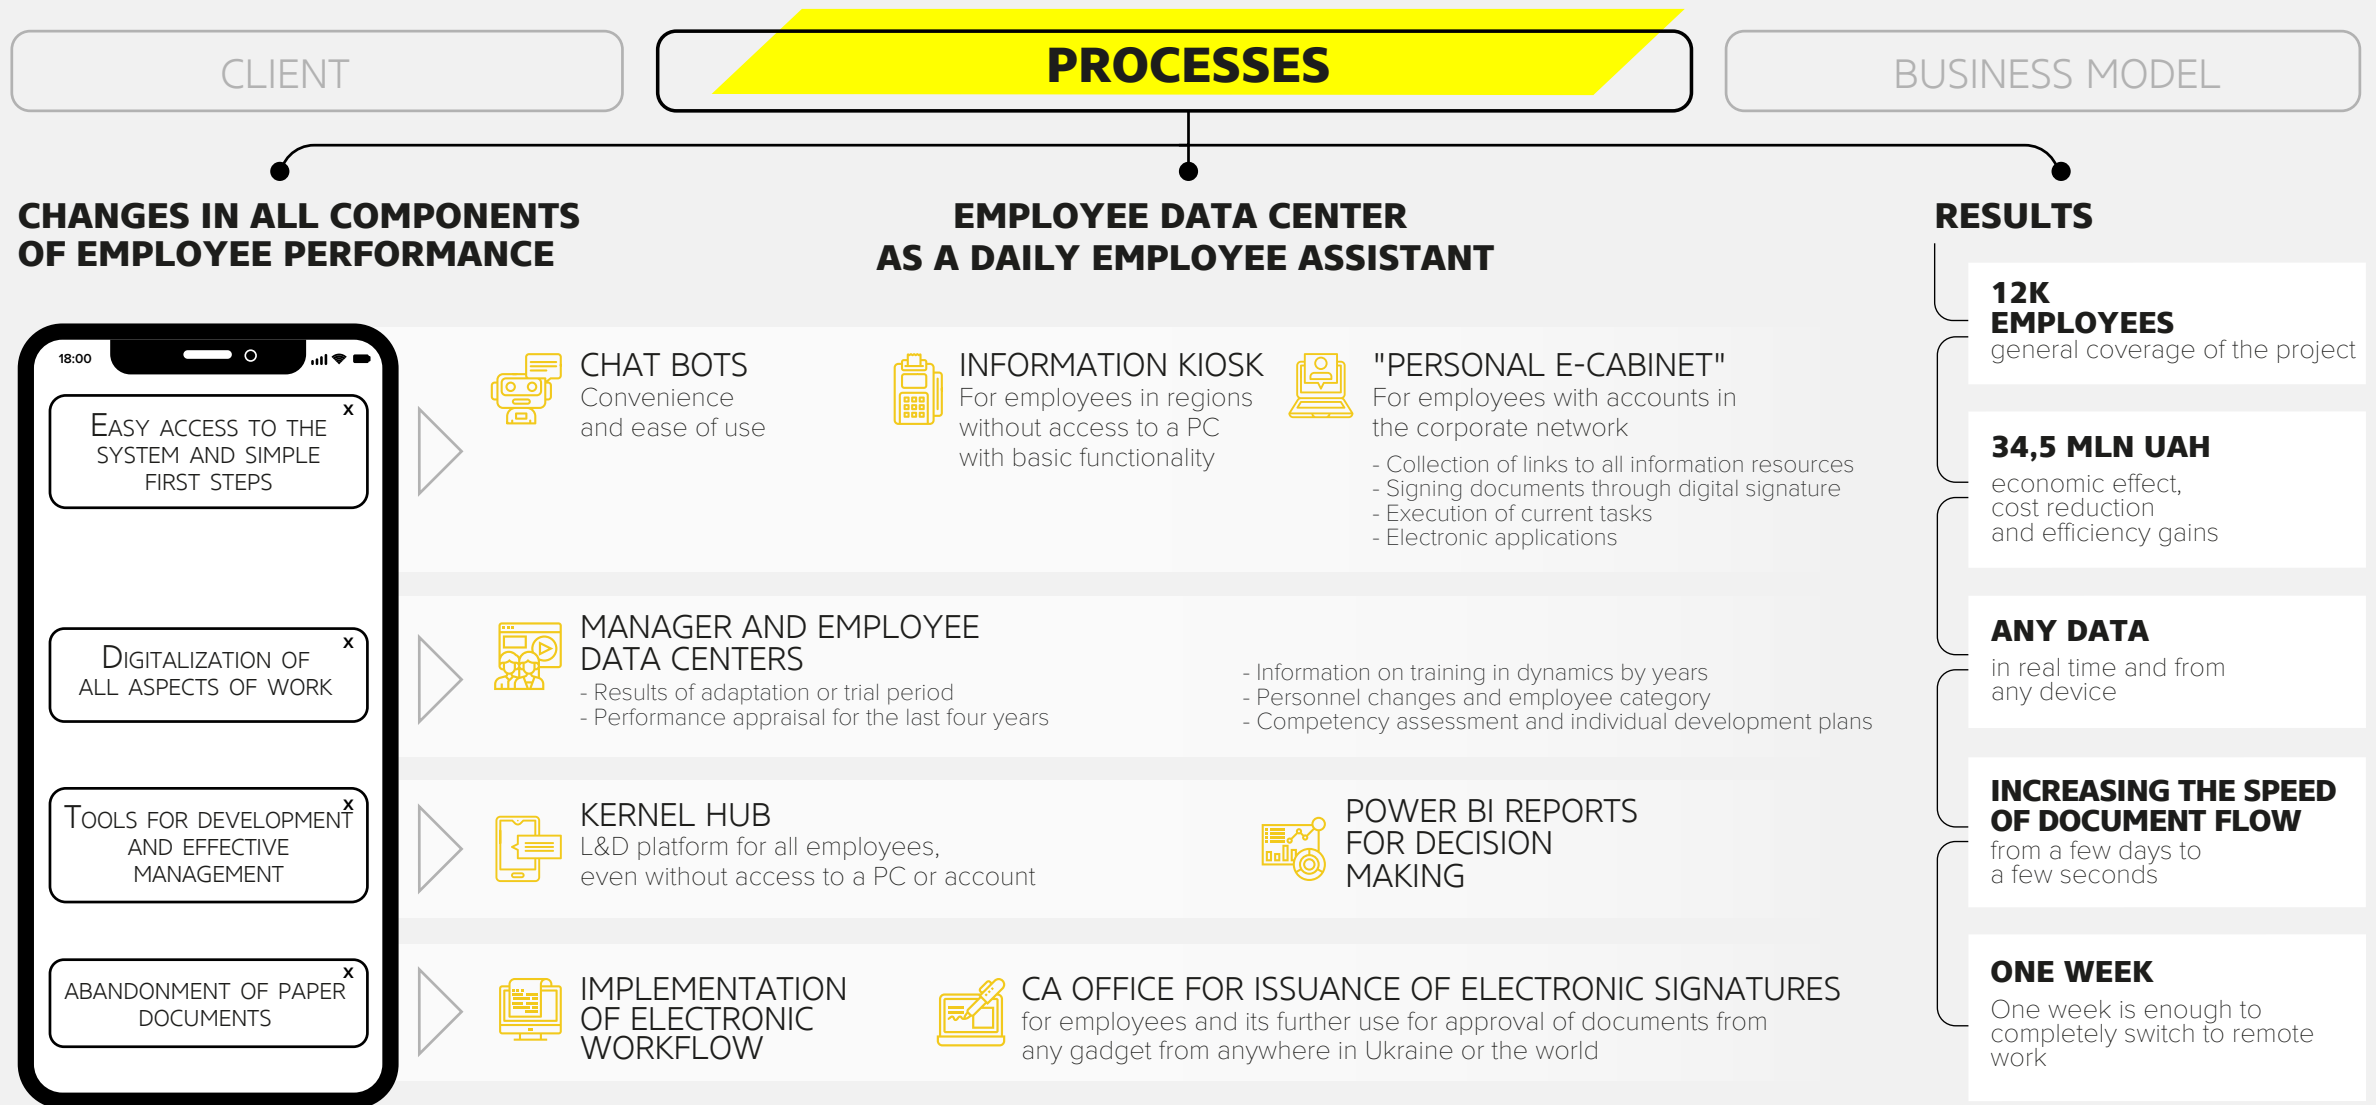 CLIENT
PROCESSES
BUSINESS MODEL
CHANGES IN ALL COMPONENTS
OF EMPLOYEE PERFORMANCE
18:00
X
EASY ACCESS TO THE
SYSTEM AND SIMPLE
FIRST STEPS
X
DIGITALIZATION OF
ALL ASPECTS OF WORK
X
TOOLS FOR DEVELOPMENT
AND EFFECTIVE
MANAGEMENT
X
ABANDONMENT OF PAPER
DOCUMENTS
EMPLOYEE DATA CENTER
AS A DAILY EMPLOYEE ASSISTANT
CHAT BOTS
Convenience
and ease of use
INFORMATION KIOSK
For employees in regions
without access to a PC
with basic functionality
"PERSONAL E-CABINET"
For employees with accounts in
the corporate network
- Collection of links to all information resources
- Signing documents through digital signature
- Execution of current tasks
- Electronic applications
MANAGER AND EMPLOYEE
DATA CENTERS
- Results of adaptation or trial period
- Performance appraisal for the last four years
- Information on training in dynamics by years
- Personnel changes and employee category
- Competency assessment and individual development plans
KERNEL HUB
L&D platform for all employees,
even without access to a PC or account
POWER BI REPORTS
FOR DECISION
MAKING
IMPLEMENTATION
OF ELECTRONIC
WORKFLOW
CA OFFICE FOR ISSUANCE OF ELECTRONIC SIGNATURES
for employees and its further use for approval of documents from
any gadget from anywhere in Ukraine or the world
RESULTS
12K
EMPLOYEES
general coverage of the project
34,5 MLN UAH
economic effect,
cost reduction
and efficiency gains
ANY DATA
in real time and from
any device
INCREASING THE SPEED
OF DOCUMENT FLOW
from a few days to
a few seconds
ONE WEEK
One week is enough to
completely switch to remote
work